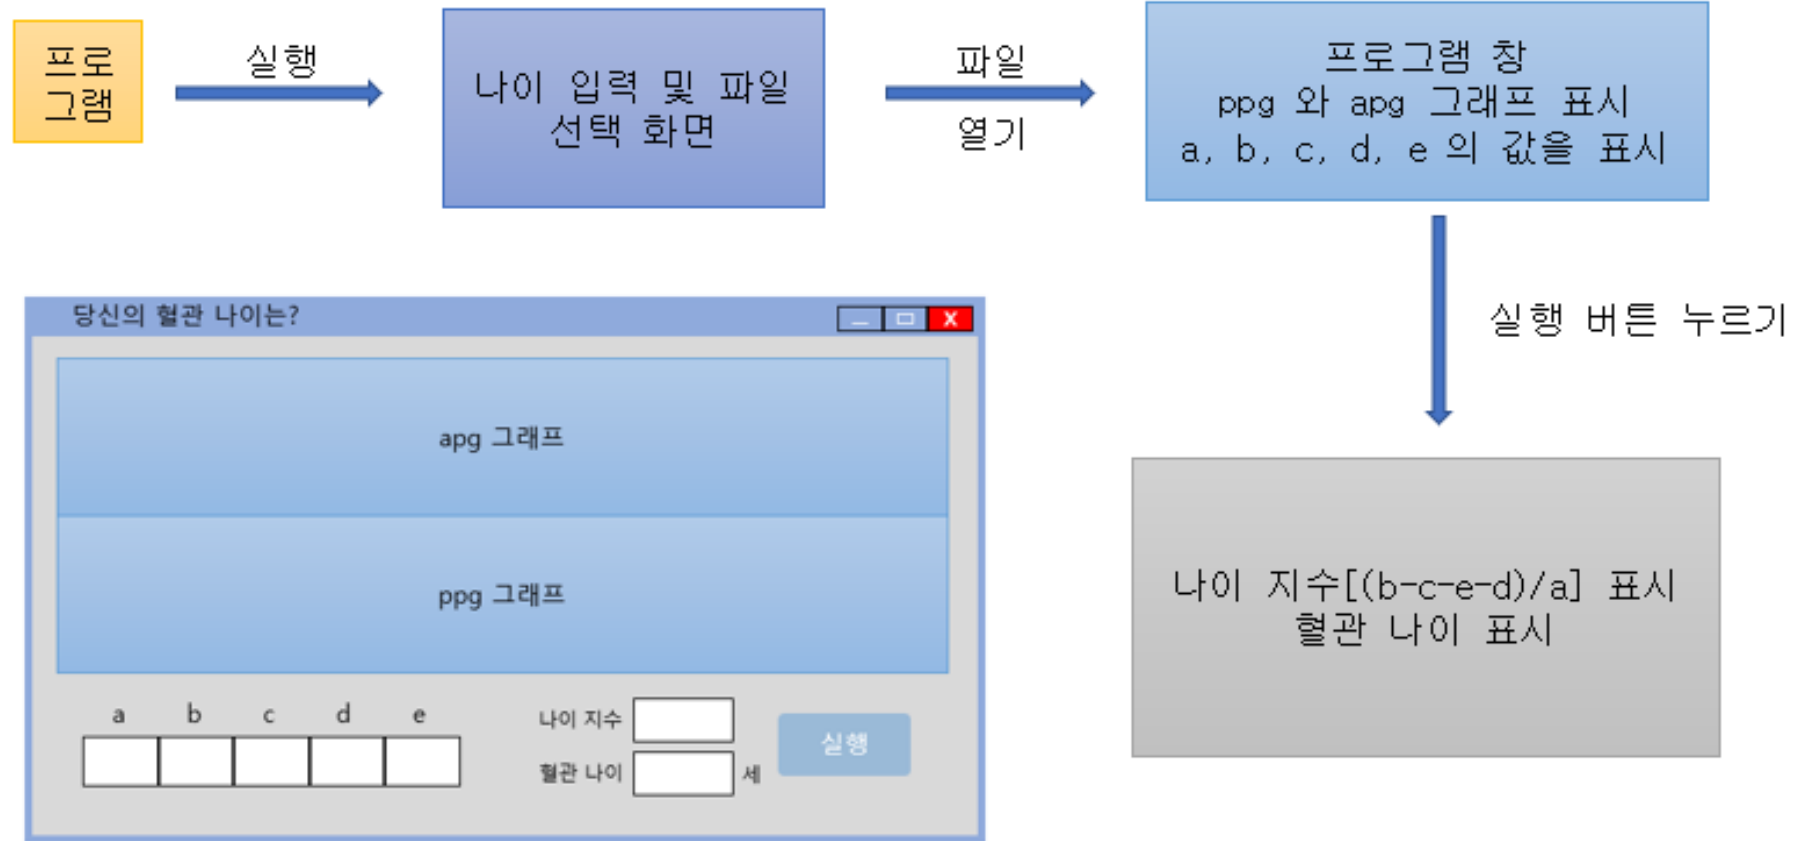 프로
그램
실행
나이 입력 및 파일
선택 화면
파일
열기
프로그램 창
ppg 와 apg 그래프 표시
a, b, c, d, e 의 값을 표시
실행 버튼 누르기
나이 지수[(b-c-e-d)/a] 표시
혈관 나이 표시
당신의 혈관 나이는?
X
apg 그래프
ppg 그래프
a b c d e
나이 지수
혈관 나이 세
실행